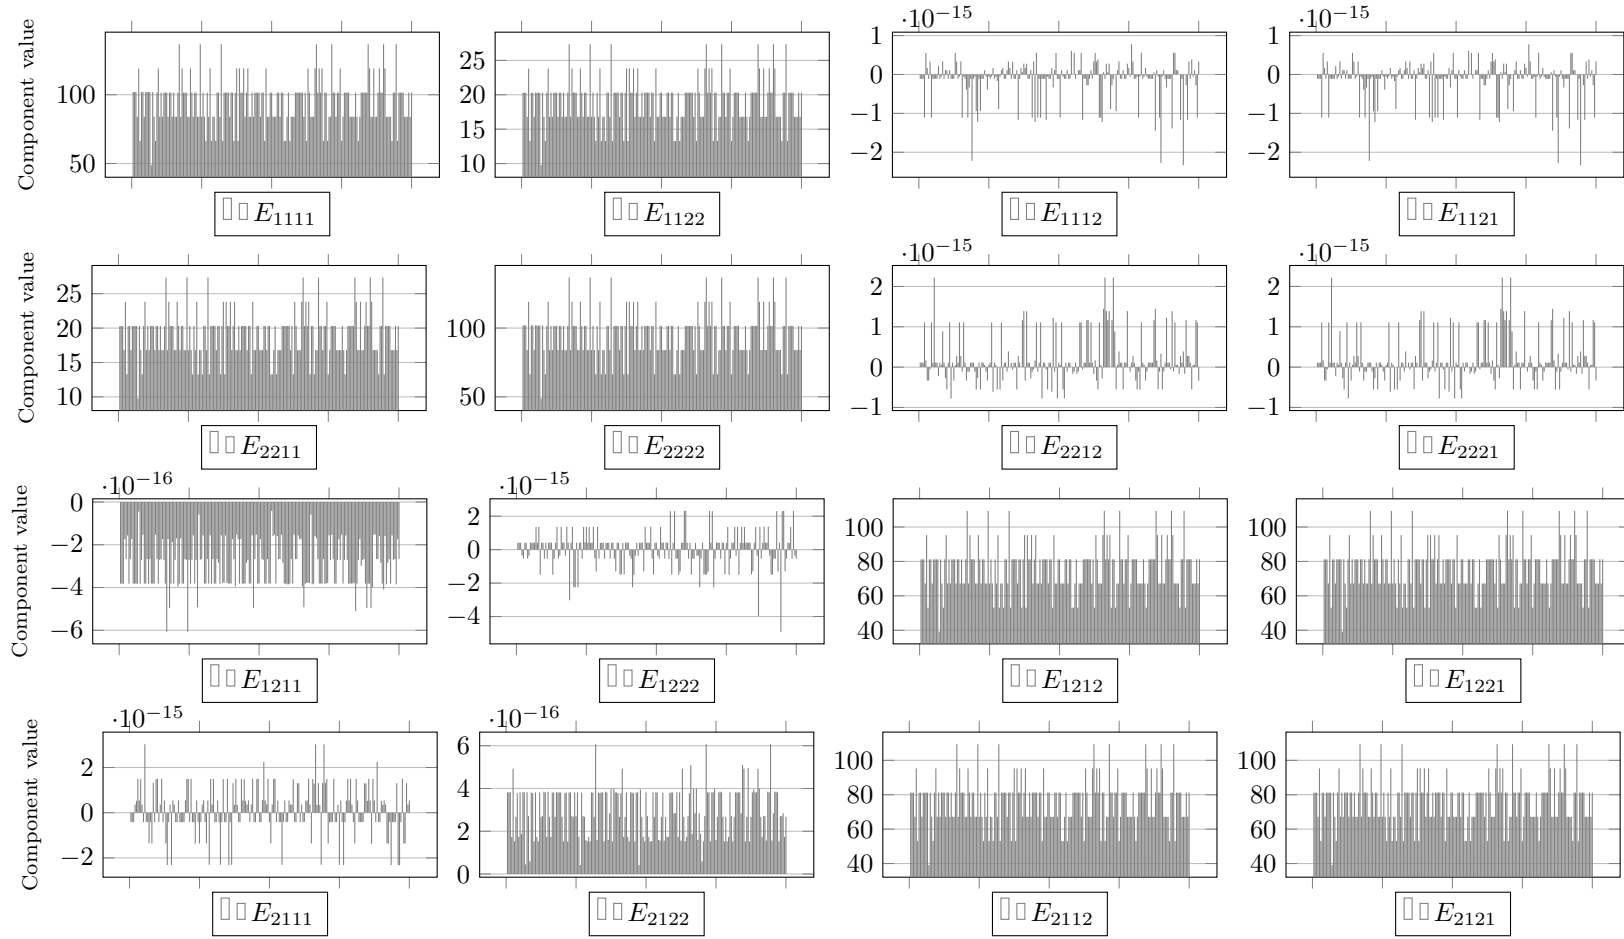 ·10⁻¹⁵ ·10⁻¹⁵
Component value 50 100
10 15 20 25
−2 −1 0 1
−2 −1 0 1
E₁₁₁₁ E₁₁₂₂ E₁₁₁₂ E₁₁₂₁
·10⁻¹⁵ ·10⁻¹⁵
Component value 10 15 20 25
50 100
−1 0 1 2
−1 0 1 2
E₂₂₁₁ E₂₂₂₂ E₂₂₁₂ E₂₂₂₁
·10⁻¹⁶ ·10⁻¹⁵
Component value −6 −4 −2 0
−4 −2 0 2
40 60 80 100
40 60 80 100
E₁₂₁₁ E₁₂₂₂ E₁₂₁₂ E₁₂₂₁
·10⁻¹⁵ ·10⁻¹⁶
Component value −2 0 2
0 2 4 6
40 60 80 100
40 60 80 100
E₂₁₁₁ E₂₁₂₂ E₂₁₁₂ E₂₁₂₁